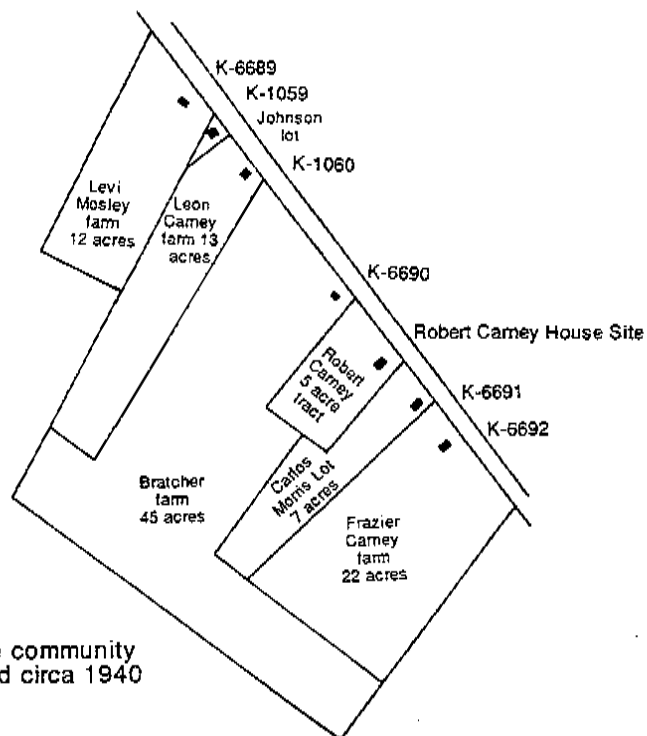 K-6689
K-1059
Johnson
lot
K-1060
Levi
Mosley
farm
12 acres
Leon
Carney
farm 13
acres
K-6690
Robert Carney House Site
Robert
Carney
5 acre
tract
K-6691
K-6692
Carlos
Morris Lot
7 acres
Bratcher
farm
45 acres
Frazier
Carney
farm
22 acres
community
circa 1940